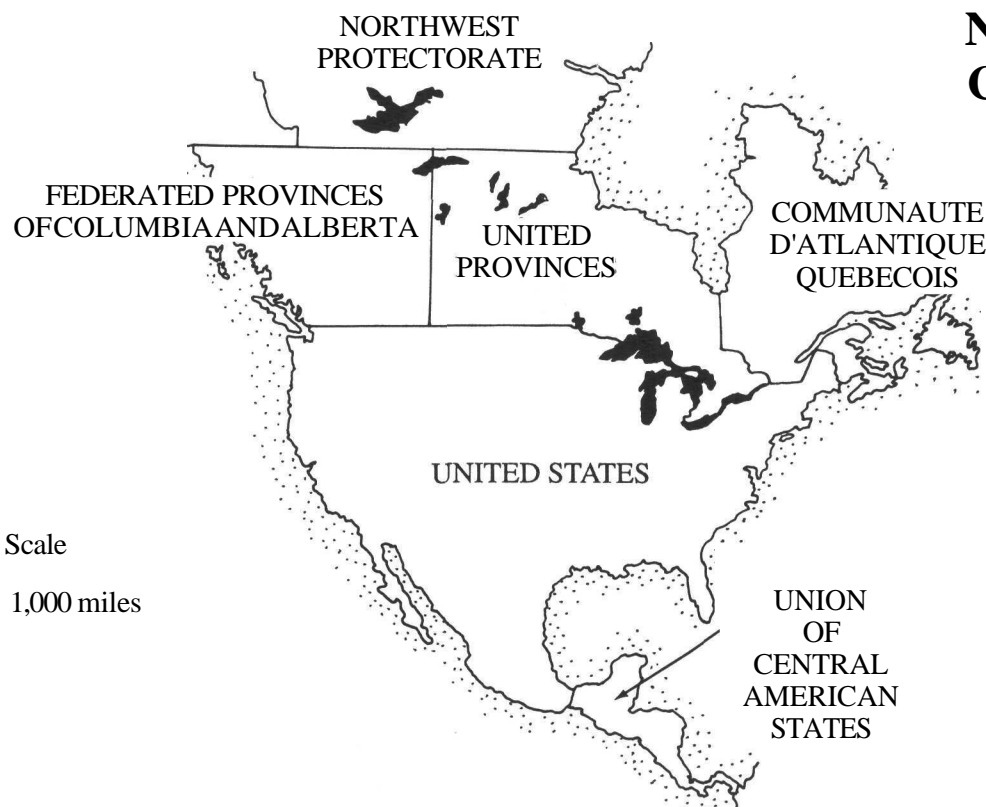 NORTHWEST
PROTECTORATE
N
FEDERATED PROVINCES
OFCOLUMBIAANDALBERTA
UNITED
PROVINCES
COMMUNAUTE
D'ATLANTIQUE
QUEBECOIS
UNITED STATES
Scale
1,000 miles
UNION
OF
CENTRAL
AMERICAN
STATES